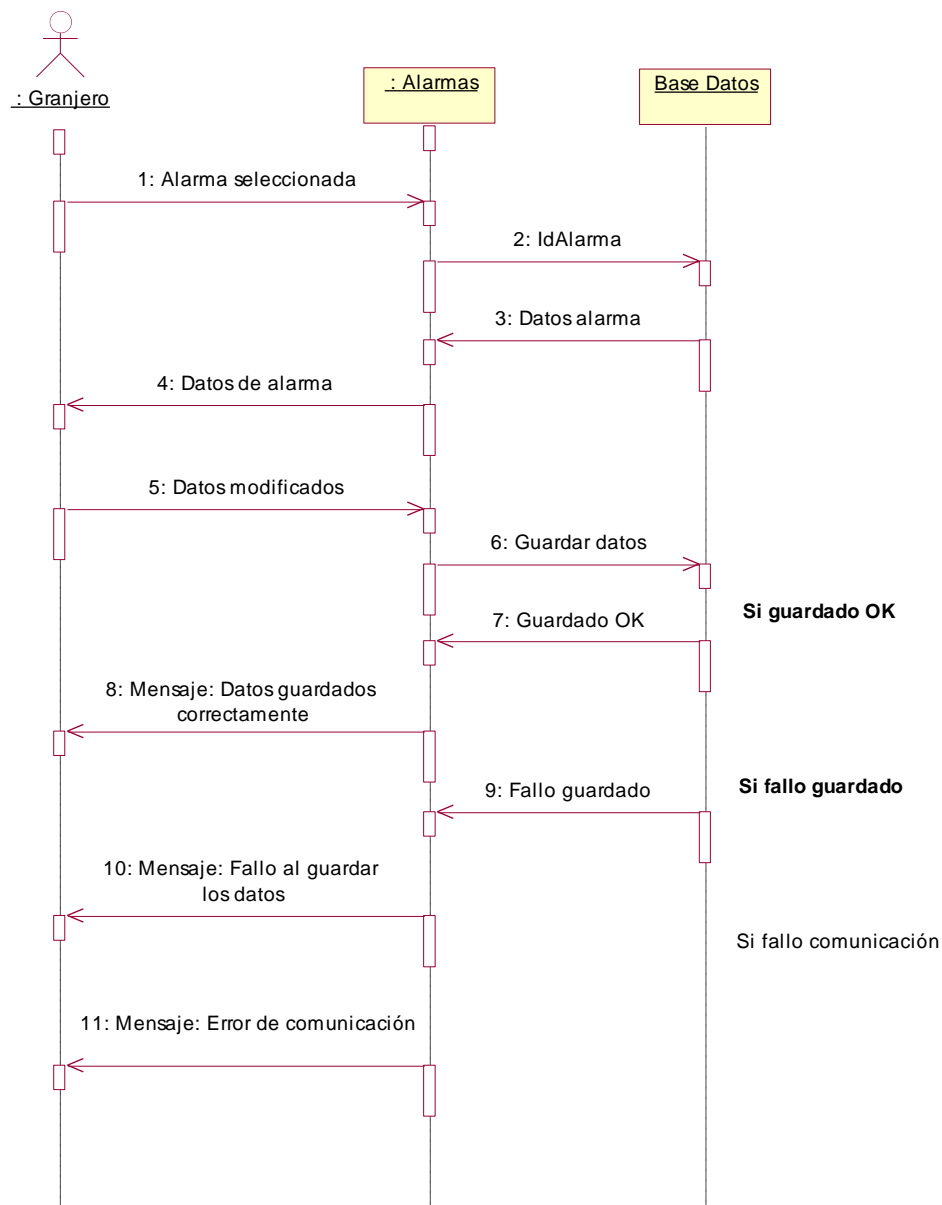 : Granjero
: Alarmas
Base Datos
1: Alarma seleccionada
2: IdAlarma
3: Datos alarma
4: Datos de alarma
5: Datos modificados
6: Guardar datos
Si guardado OK
7: Guardado OK
8: Mensaje: Datos guardados
correctamente
Si fallo guardado
9: Fallo guardado
10: Mensaje: Fallo al guardar
los datos
Si fallo comunicación
11: Mensaje: Error de comunicación